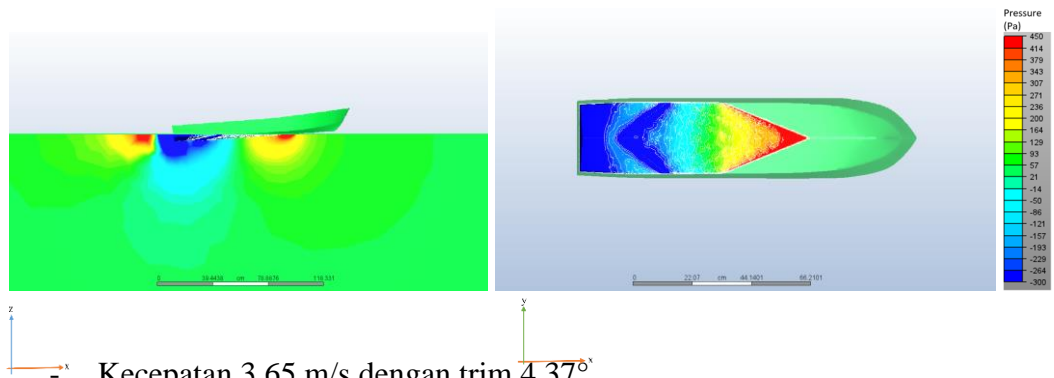 Pressure
(Pa)
450
414
379
343
307
271
236
200
164
129
93
57
21
-14
-50
-86
-121
-157
-193
-229
-264
-300
0 39.4438 cm 78.8876 118.331
0 22.07 cm 44.1401 66.2101
z
x
y
x
- Kecepatan 3,65 m/s dengan trim 4,37°